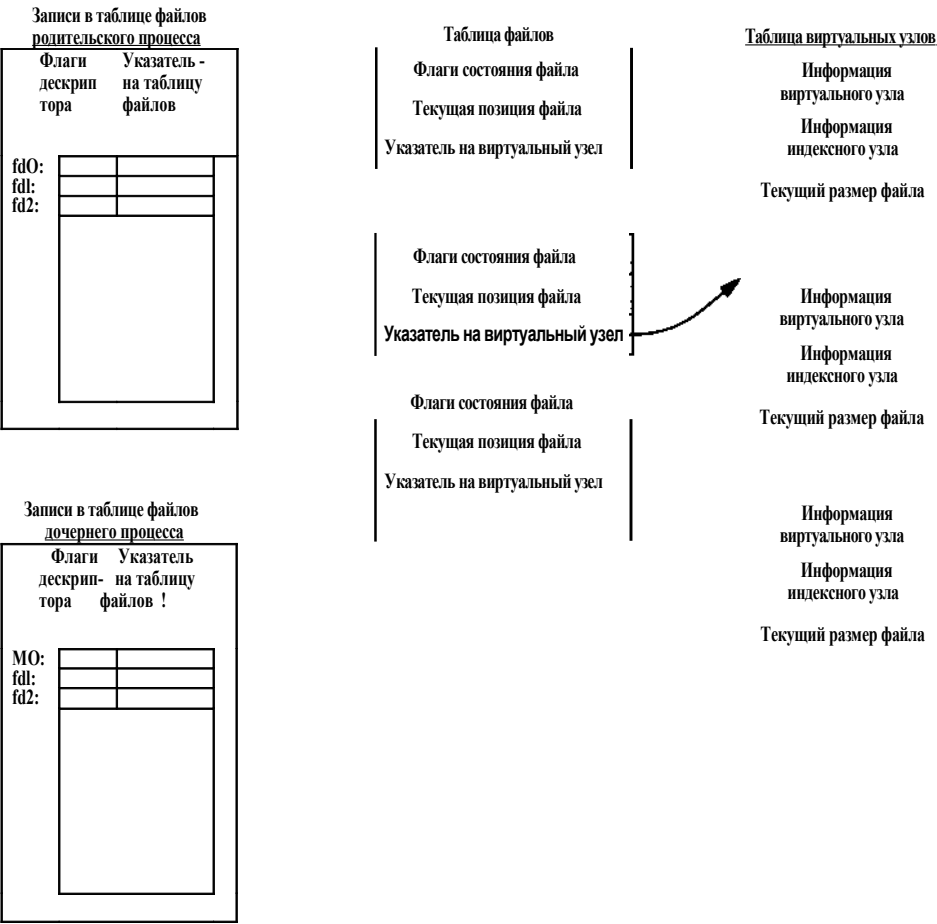 Записи в таблице файлов
родительского процесса
Флаги Указатель -
дескрип на таблицу
тора файлов
fdO:
fdl:
fd2:
Таблица файлов
Флаги состояния файла
Текущая позиция файла
Указатель на виртуальный узел
Флаги состояния файла
Текущая позиция файла
Указатель на виртуальный узел
Флаги состояния файла
Текущая позиция файла
Указатель на виртуальный узел
Таблица виртуальных узлов
Информация
виртуального узла
Информация
индексного узла
Текущий размер файла
Информация
виртуального узла
Информация
индексного узла
Текущий размер файла
Информация
виртуального узла
Информация
индексного узла
Текущий размер файла
Записи в таблице файлов
дочернего процесса
Флаги Указатель
дескрип- на таблицу
тора файлов !
МО:
fdl:
fd2: